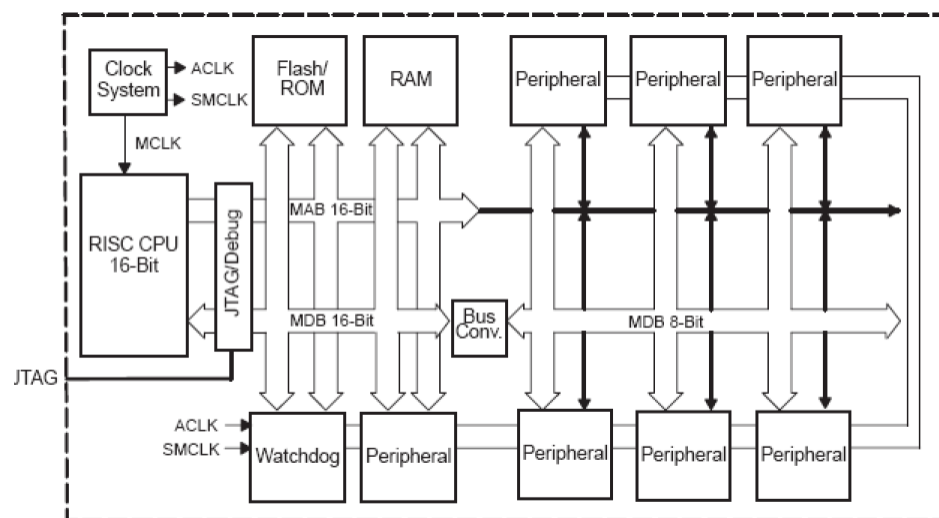 Clock
System
ACLK
SMCLK
MCLK
Flash/
ROM
RAM
Peripheral
Peripheral
Peripheral
RISC CPU
16-Bit
JTAG/Debug
MAB 16-Bit
MDB 16-Bit
Bus
Conv.
MDB 8-Bit
JTAG
ACLK
SMCLK
Watchdog
Peripheral
Peripheral
Peripheral
Peripheral